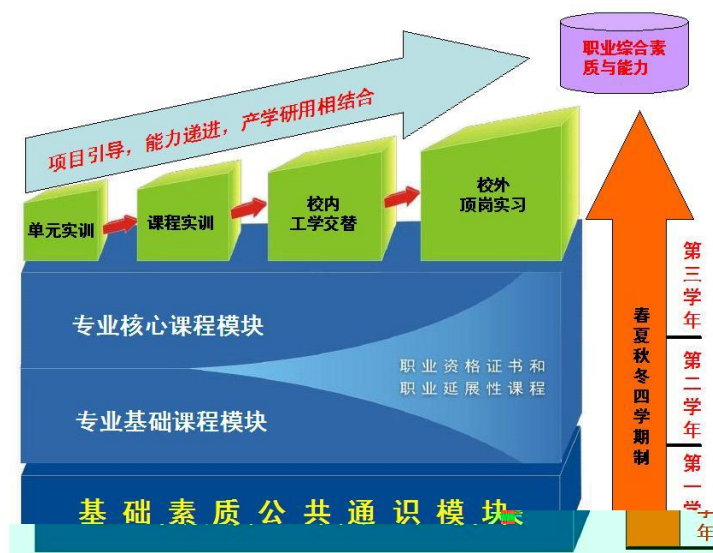 职业综合素
质与能力
项目引导，能力递进，产学研用相结合
单元实训
课程实训
校内
工学交替
校外
顶岗实习
专业核心课程模块
职业资格证书和
职业延展性课程
专业基础课程模块
基础素质公共通识模块
春夏秋冬四学期制
第三学年
第二学年
第一学年